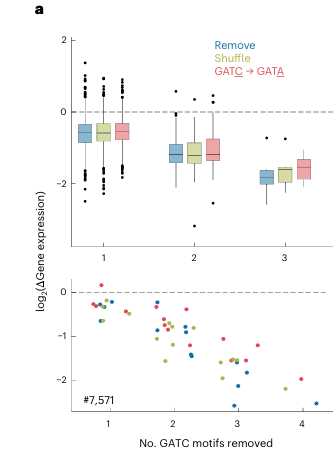 a
2
0
−2
Remove
Shuffle
GATC → GATA
1
2
3
log2(ΔGene expression)
0
−1
−2
#7,571
1
2
3
4
No. GATC motifs removed